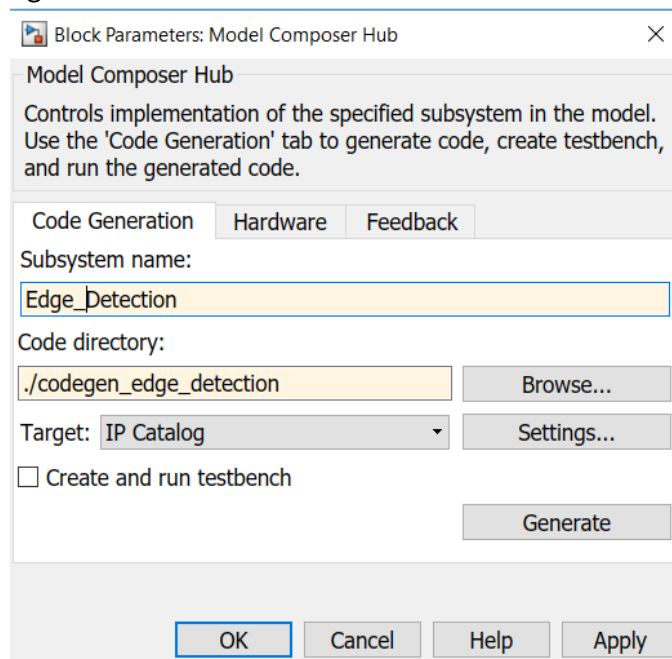 Block Parameters: Model Composer Hub
Model Composer Hub
Controls implementation of the specified subsystem in the model.
Use the 'Code Generation' tab to generate code, create testbench,
and run the generated code.
Code Generation Hardware Feedback
Subsystem name:
Edge_Detection
Code directory:
./codegen_edge_detection Browse...
Target: IP Catalog Settings...
Create and run testbench
Generate
OK Cancel Help Apply